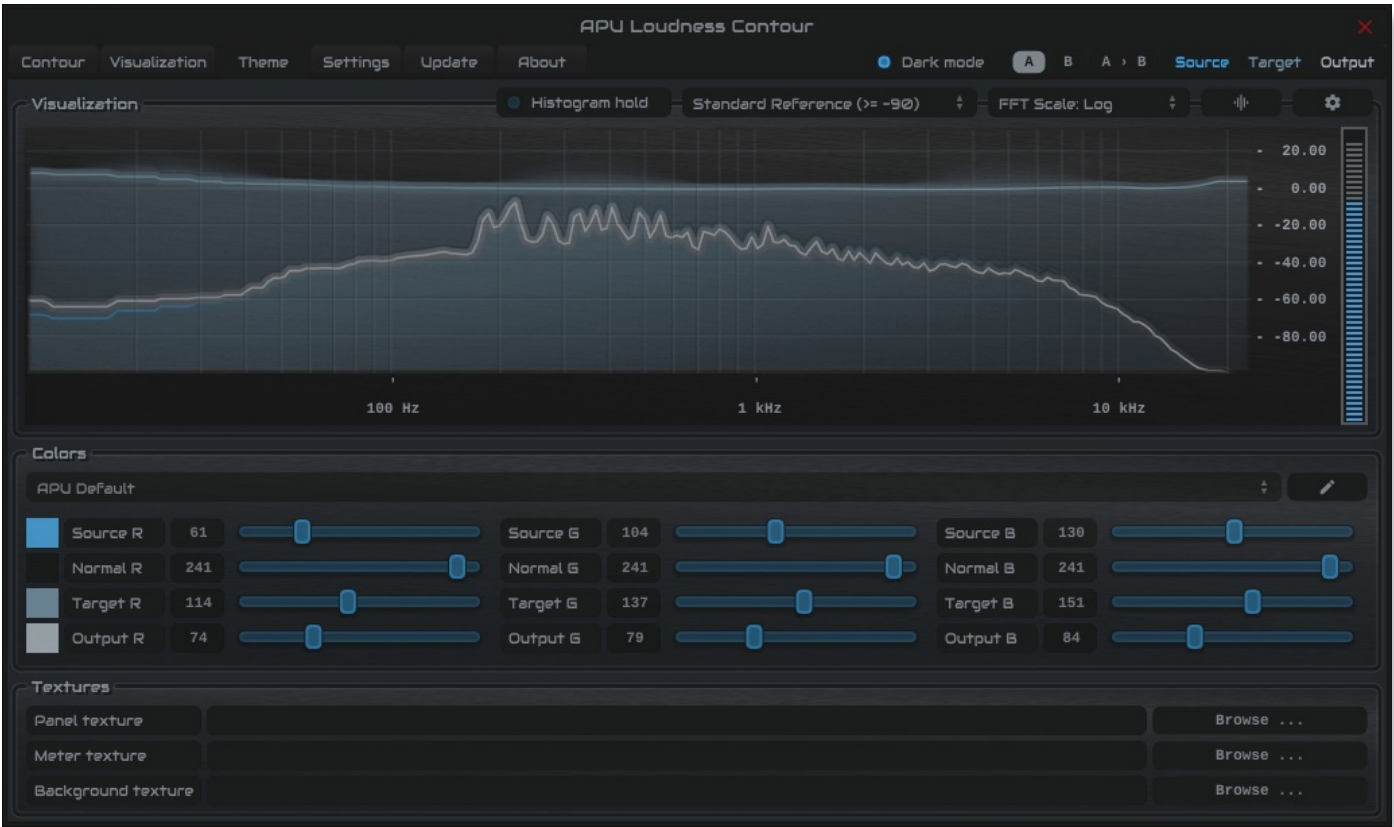 APU Loudness Contour
Contour Visualization Theme Settings Update About Dark mode A B A › B Source Target Output
Visualization Histogram hold Standard Reference (>= -90) FFT Scale: Log
- 20.00
- 0.00
- -20.00
- -40.00
- -60.00
- -80.00
100 Hz 1 kHz 10 kHz
Colors
APU Default
Source R 61 Source G 104 Source B 130
Normal R 241 Normal G 241 Normal B 241
Target R 114 Target G 137 Target B 151
Output R 74 Output G 79 Output B 84
Textures
Panel texture Browse ...
Meter texture Browse ...
Background texture Browse ...